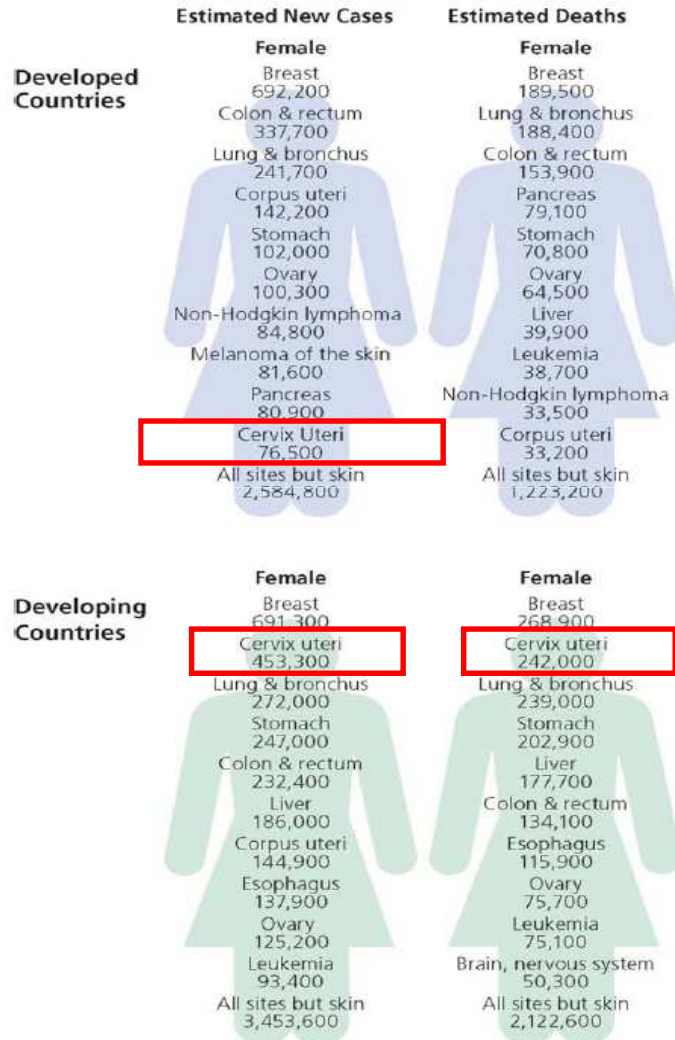 Estimated New Cases
Estimated Deaths
Developed
Countries
Female
Breast
692,200
Colon & rectum
337,700
Lung & bronchus
241,700
Corpus uteri
142,200
Stomach
102,000
Ovary
100,300
Non-Hodgkin lymphoma
84,800
Melanoma of the skin
81,600
Pancreas
80,900
Cervix Uteri
76,500
All sites but skin
2,584,800
Female
Breast
189,500
Lung & bronchus
188,400
Colon & rectum
153,900
Pancreas
79,100
Stomach
70,800
Ovary
64,500
Liver
39,900
Leukemia
38,700
Non-Hodgkin lymphoma
33,500
Corpus uteri
33,200
All sites but skin
1,223,200
Developing
Countries
Female
Breast
691,300
Cervix uteri
453,300
Lung & bronchus
272,000
Stomach
247,000
Colon & rectum
232,400
Liver
186,000
Corpus uteri
144,900
Esophagus
137,900
Ovary
125,200
Leukemia
93,400
All sites but skin
3,453,600
Female
Breast
268,900
Cervix uteri
242,000
Lung & bronchus
239,000
Stomach
202,900
Liver
177,700
Colon & rectum
134,100
Esophagus
115,900
Ovary
75,700
Leukemia
75,100
Brain, nervous system
50,300
All sites but skin
2,122,600